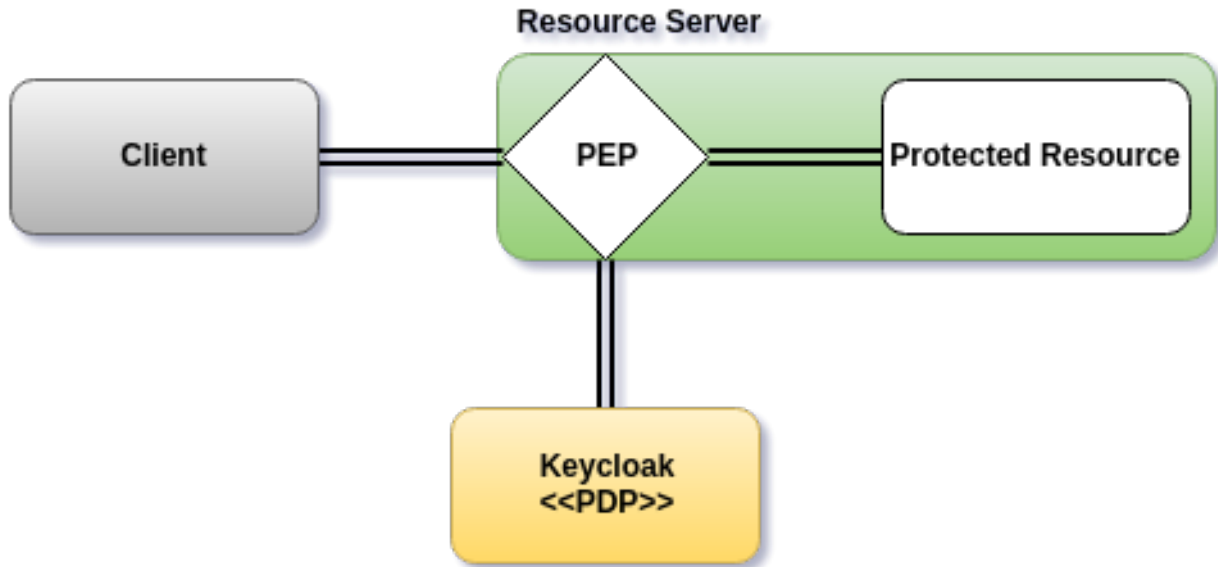 Resource Server
Client
PEP
Protected Resource
Keycloak
<<PDP>>